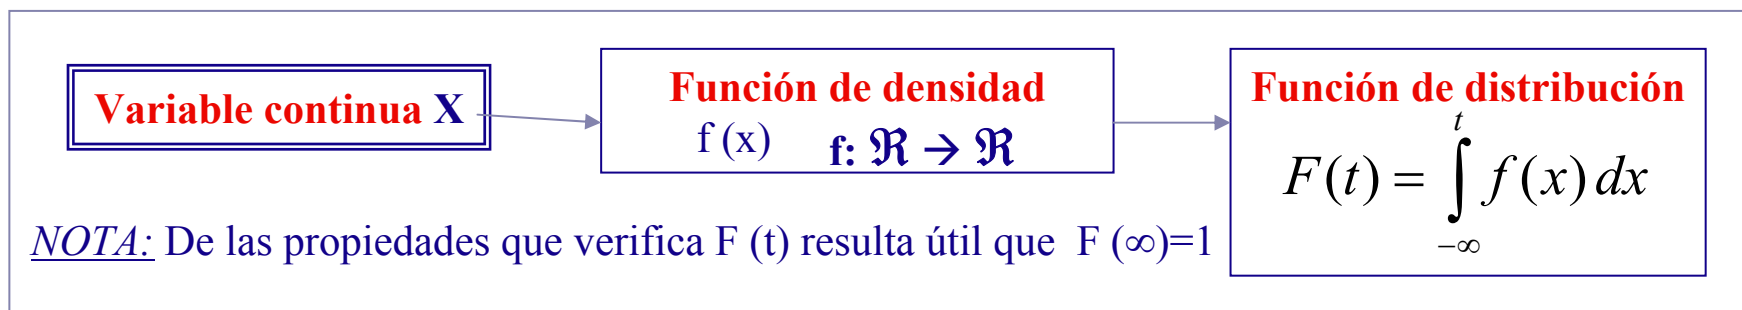 Variable continua X
Función de densidad
f (x) f: ℜ → ℜ
Función de distribución
F(t) = ∫_{-∞}^{t} f(x) dx
NOTA: De las propiedades que verifica F (t) resulta útil que F (∞)=1